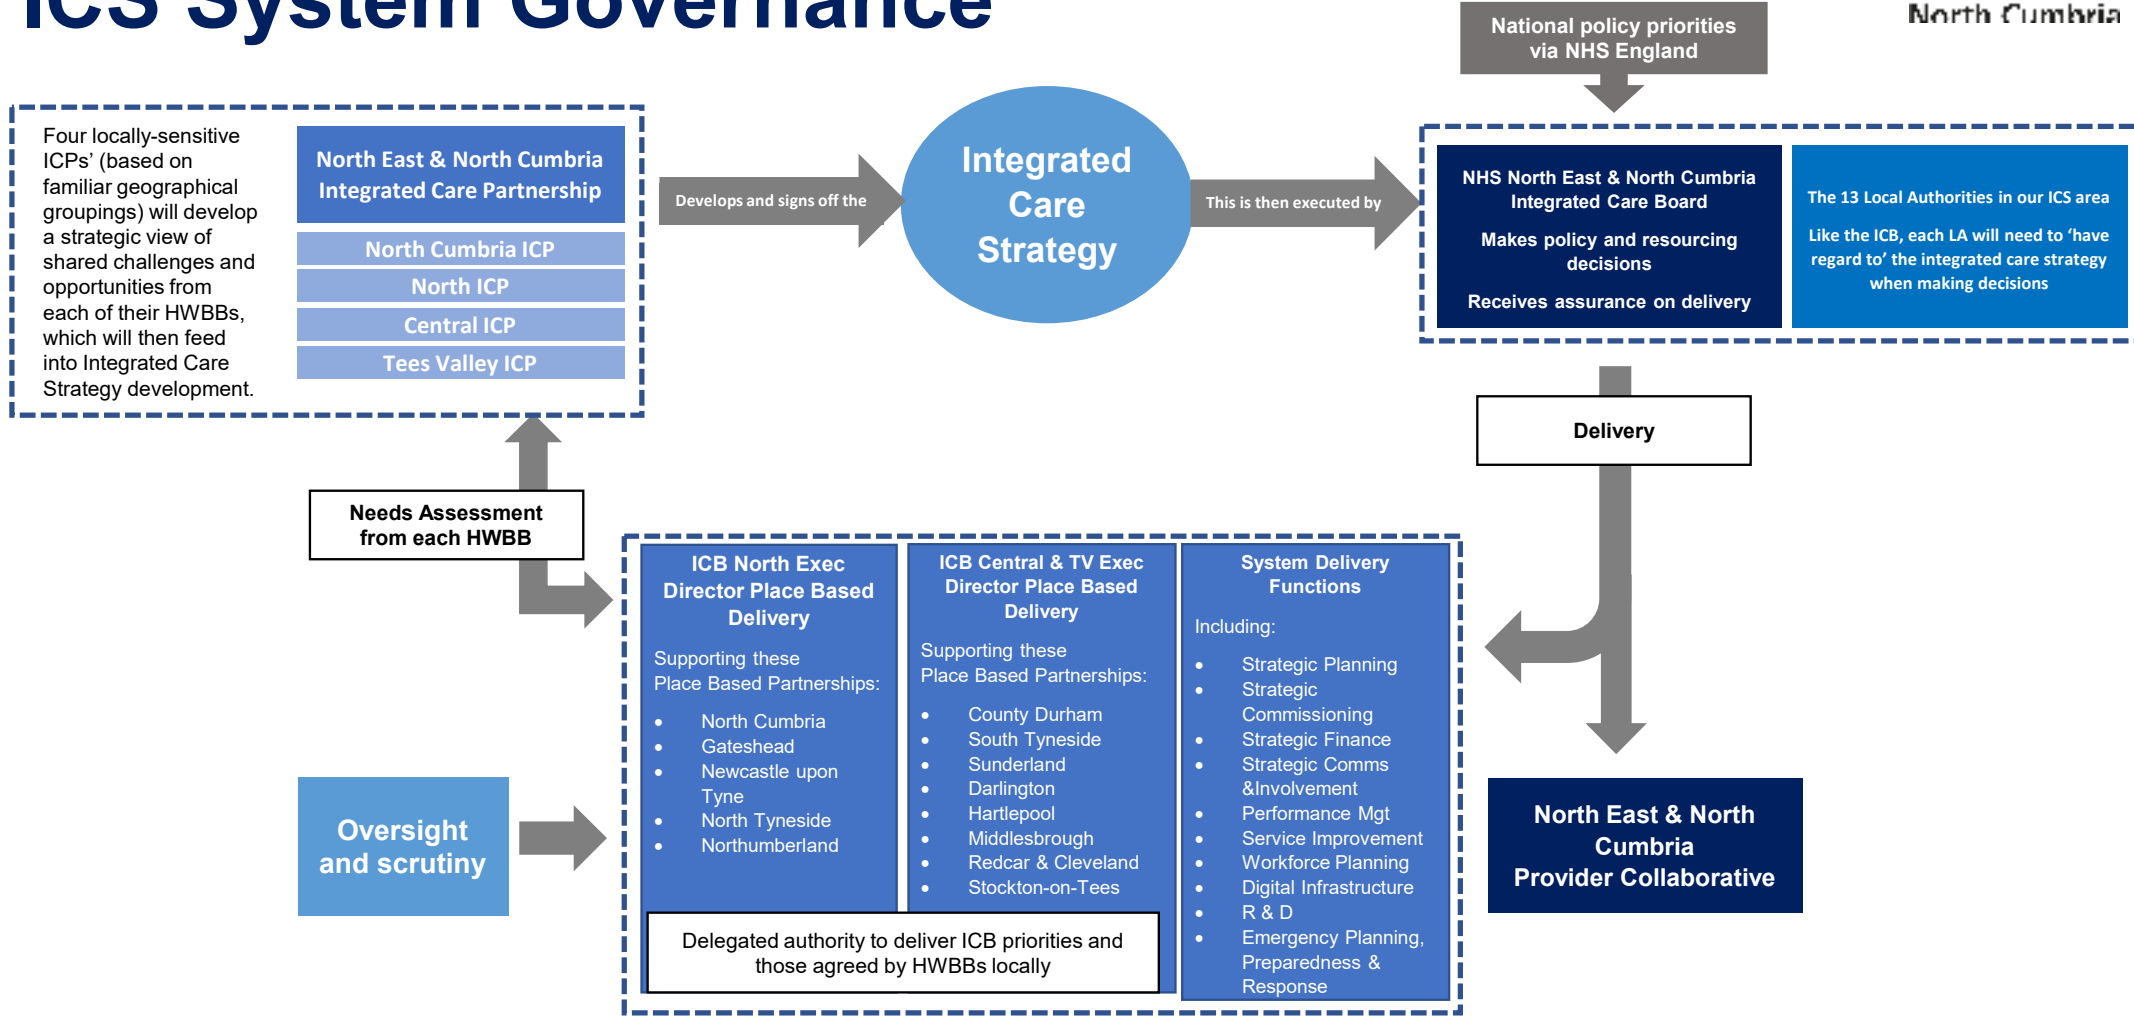 ICS System Governance
North Cumbria
National policy priorities
via NHS England
Four locally-sensitive
ICPs’ (based on
familiar geographical
groupings) will develop
a strategic view of
shared challenges and
opportunities from
each of their HWBBs,
which will then feed
into Integrated Care
Strategy development.
North East & North Cumbria
Integrated Care Partnership
North Cumbria ICP
North ICP
Central ICP
Tees Valley ICP
Develops and signs off the
Integrated
Care
Strategy
This is then executed by
NHS North East & North Cumbria
Integrated Care Board
Makes policy and resourcing
decisions
Receives assurance on delivery
The 13 Local Authorities in our ICS area
Like the ICB, each LA will need to ‘have
regard to’ the integrated care strategy
when making decisions
Delivery
Needs Assessment
from each HWBB
ICB North Exec
Director Place Based
Delivery
Supporting these
Place Based Partnerships:
• North Cumbria
• Gateshead
• Newcastle upon
Tyne
• North Tyneside
• Northumberland
ICB Central & TV Exec
Director Place Based
Delivery
Supporting these
Place Based Partnerships:
• County Durham
• South Tyneside
• Sunderland
• Darlington
• Hartlepool
• Middlesbrough
• Redcar & Cleveland
• Stockton-on-Tees
Delegated authority to deliver ICB priorities and
those agreed by HWBBs locally
System Delivery
Functions
Including:
• Strategic Planning
• Strategic
Commissioning
• Strategic Finance
• Strategic Comms
&Involvement
• Performance Mgt
• Service Improvement
• Workforce Planning
• Digital Infrastructure
• R & D
• Emergency Planning,
Preparedness &
Response
Oversight
and scrutiny
North East & North
Cumbria
Provider Collaborative